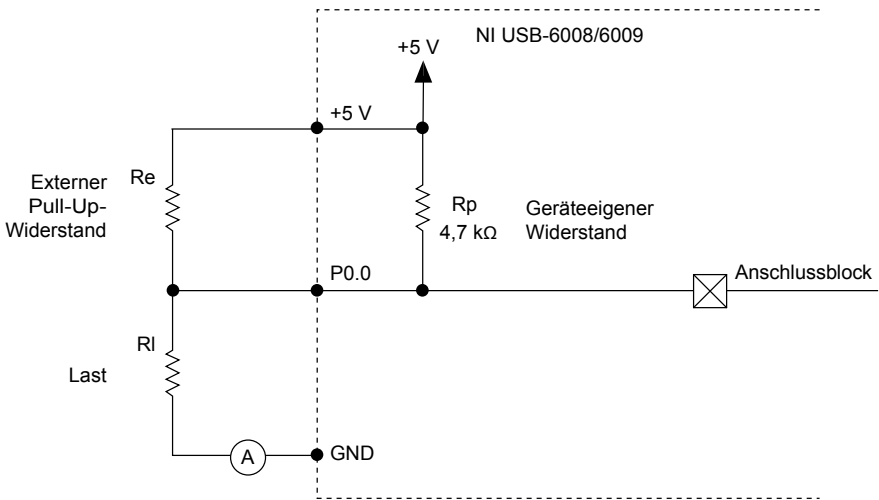 NI USB-6008/6009
+5 V
+5 V
Externer
Pull-Up-
Widerstand
Re
Rp
4,7 kΩ
Geräteeigener
Widerstand
P0.0
Anschlussblock
Rl
Last
A
GND